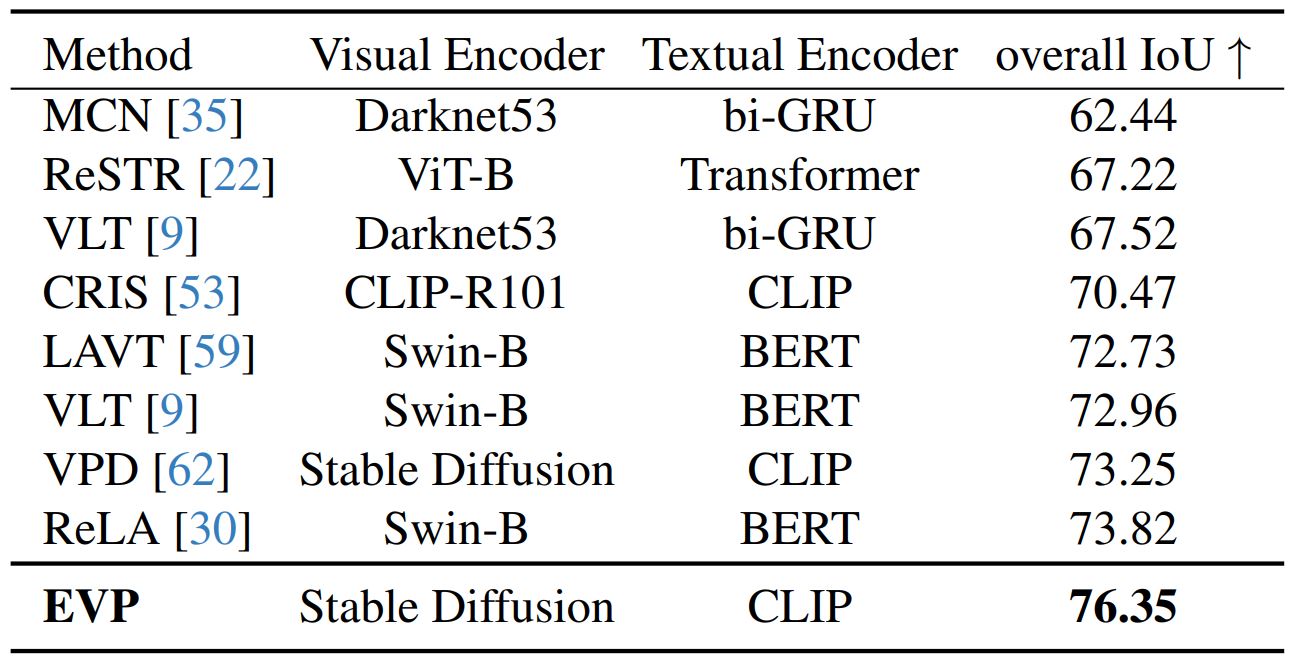 Method Visual Encoder Textual Encoder overall IoU ↑
MCN [35] Darknet53 bi-GRU 62.44
ReSTR [22] ViT-B Transformer 67.22
VLT [9] Darknet53 bi-GRU 67.52
CRIS [53] CLIP-R101 CLIP 70.47
LAVT [59] Swin-B BERT 72.73
VLT [9] Swin-B BERT 72.96
VPD [62] Stable Diffusion CLIP 73.25
ReLA [30] Swin-B BERT 73.82
EVP Stable Diffusion CLIP 76.35